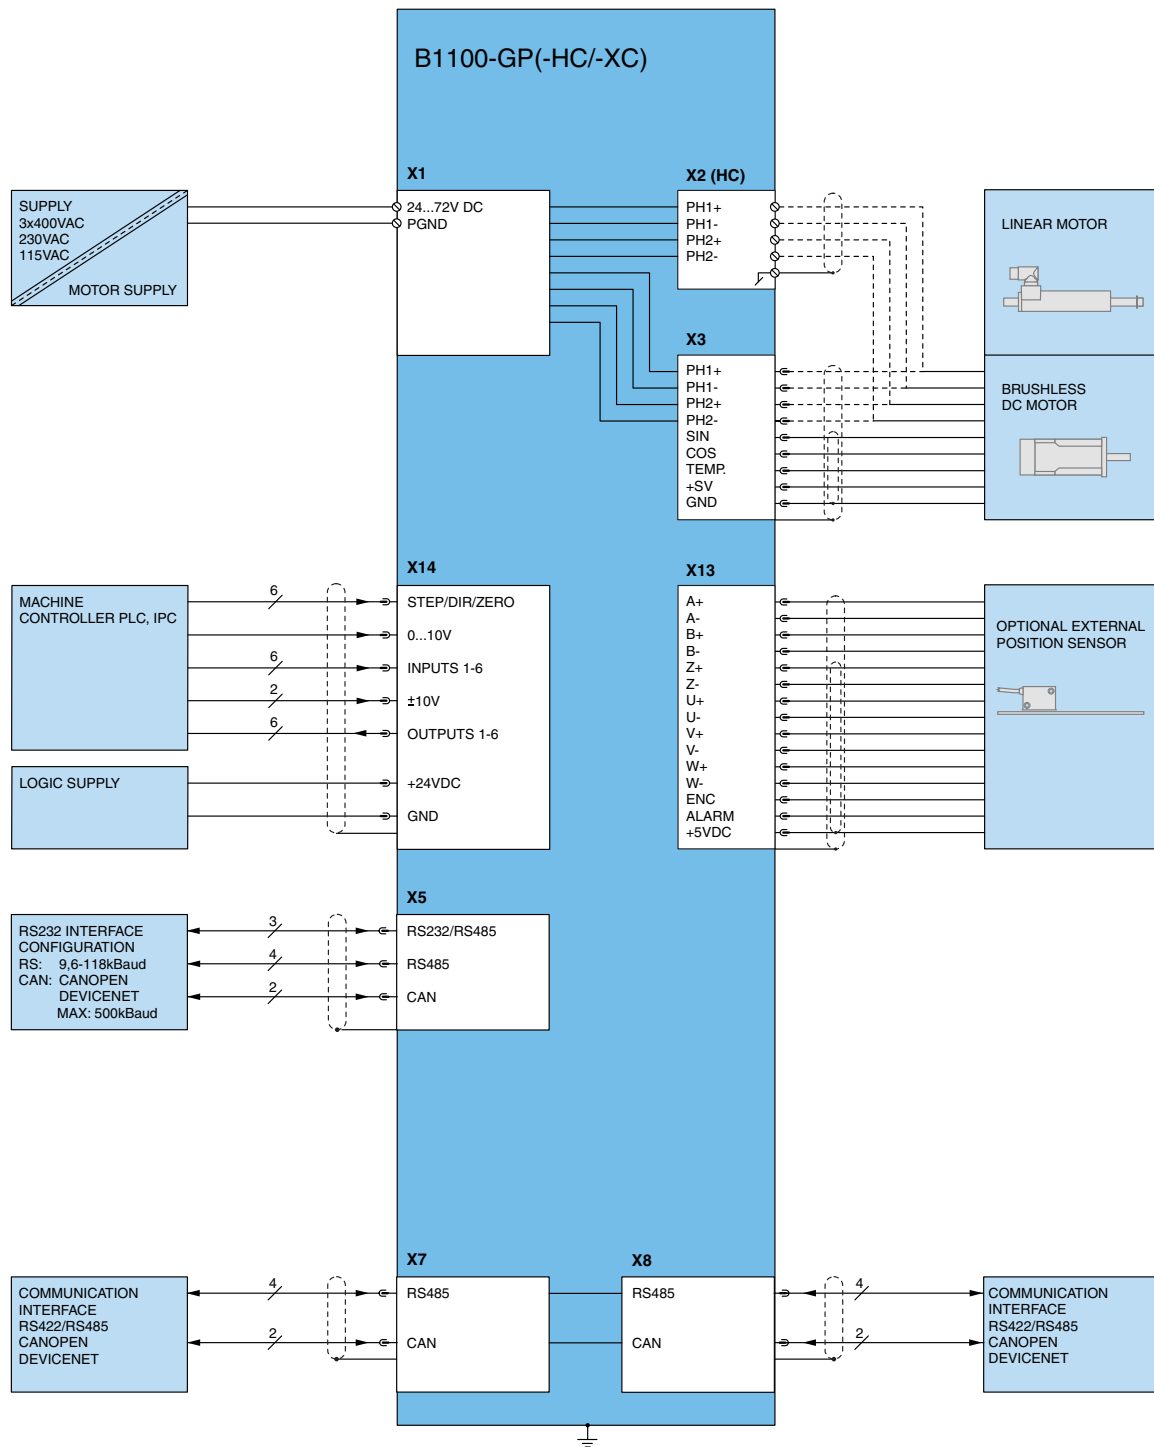 B1100-GP(-HC/-XC)
X1
X2 (HC)
SUPPLY
3x400VAC
230VAC
115VAC
MOTOR SUPPLY
24...72V DC
PGND
PH1+
PH1-
PH2+
PH2-
LINEAR MOTOR
X3
PH1+
PH1-
PH2+
PH2-
SIN
COS
TEMP.
+SV
GND
BRUSHLESS
DC MOTOR
X14
MACHINE
CONTROLLER PLC, IPC
6
6
2
6
STEP/DIR/ZERO
0...10V
INPUTS 1-6
±10V
OUTPUTS 1-6
LOGIC SUPPLY
+24VDC
GND
X13
A+
A-
B+
B-
Z+
Z-
U+
U-
V+
V-
W+
W-
ENC
ALARM
+5VDC
OPTIONAL EXTERNAL
POSITION SENSOR
X5
RS232 INTERFACE
CONFIGURATION
RS: 9,6-118kBaud
CAN: CANOPEN
DEVICENET
MAX: 500kBaud
3
4
2
RS232/RS485
RS485
CAN
X7
COMMUNICATION
INTERFACE
RS422/RS485
CANOPEN
DEVICENET
4
2
RS485
CAN
X8
RS485
CAN
4
2
COMMUNICATION
INTERFACE
RS422/RS485
CANOPEN
DEVICENET